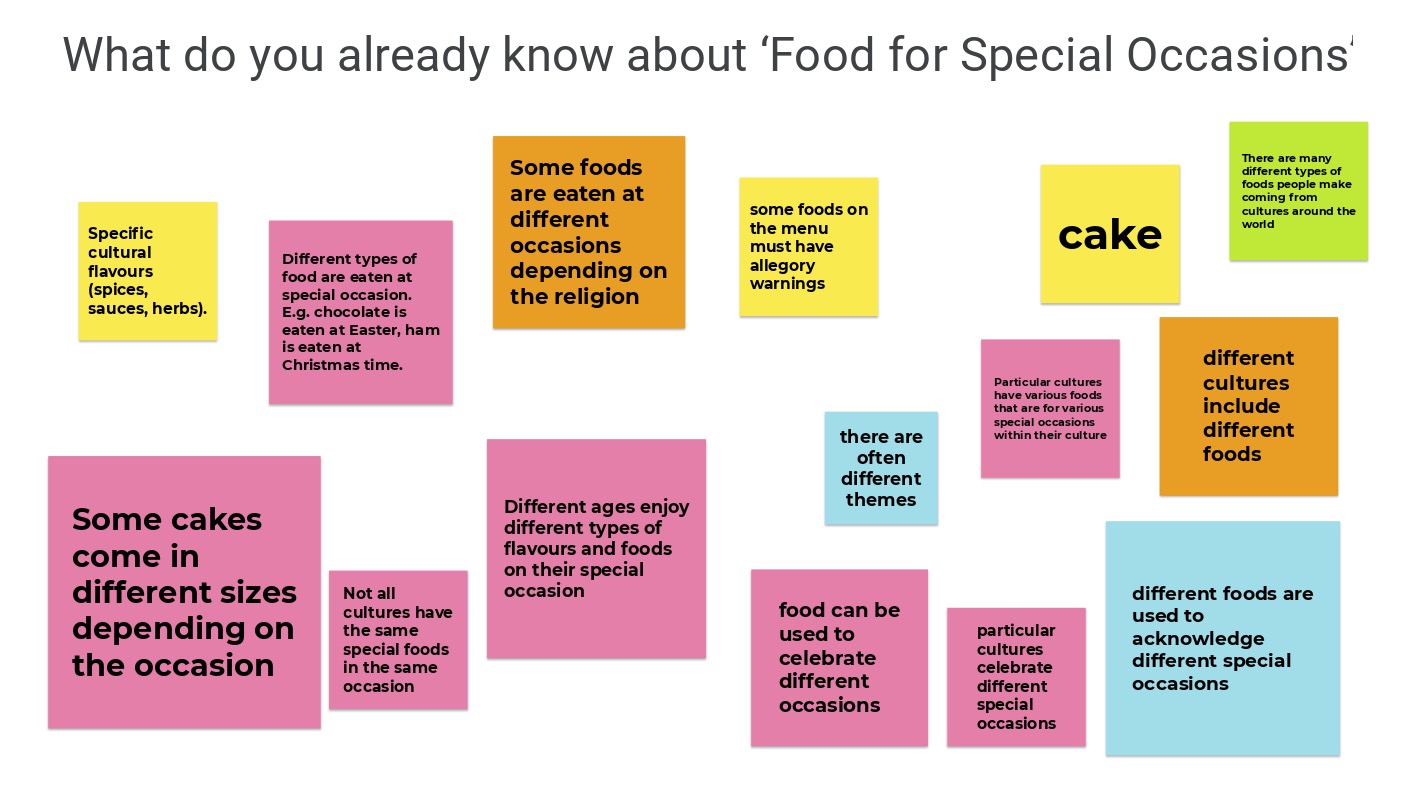 What do you already know about ‘Food for Special Occasions’
Specific
cultural
flavours
(spices,
sauces, herbs).
Different types of
food are eaten at
special occasion.
E.g. chocolate is
eaten at Easter, ham
is eaten at
Christmas time.
Some foods
are eaten at
different
occasions
depending on
the religion
some foods on
the menu
must have
allegory
warnings
cake
There are many
different types of
foods people make
coming from
cultures around the
world
Particular cultures
have various foods
that are for various
special occasions
within their culture
different
cultures
include
different
foods
there are
often
different
themes
Some cakes
come in
different sizes
depending on
the occasion
Not all
cultures have
the same
special foods
in the same
occasion
Different ages enjoy
different types of
flavours and foods
on their special
occasion
food can be
used to
celebrate
different
occasions
particular
cultures
celebrate
different
special
occasions
different foods are
used to
acknowledge
different special
occasions